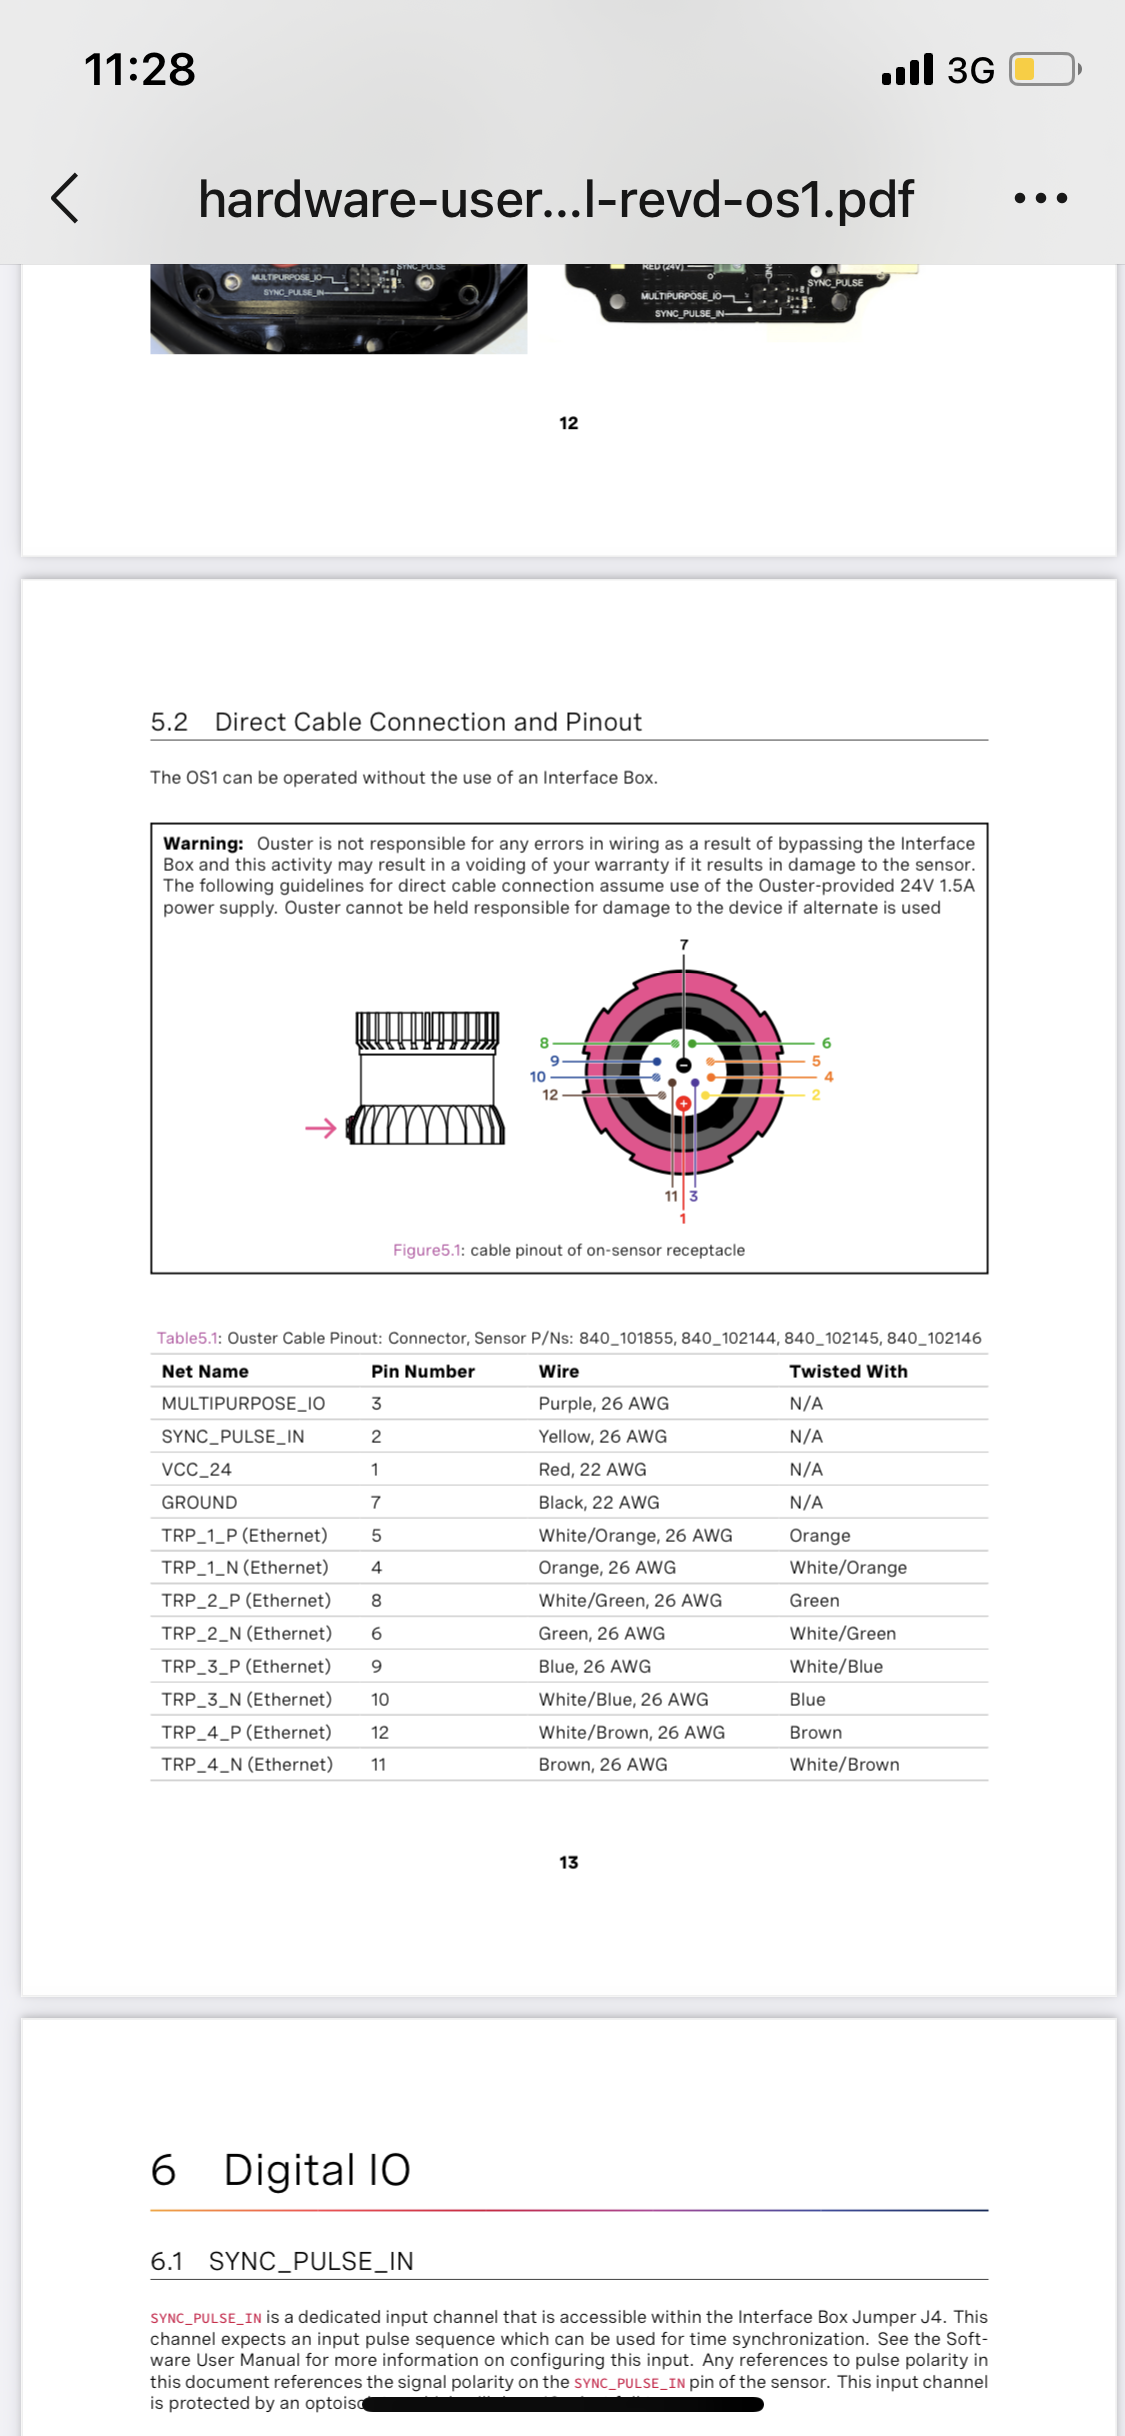 11:28
3G
hardware-user...l-revd-os1.pdf
MULTIPURPOSE_IO
SYNC_PULSE
SYNC_PULSE_IN
RED (24V)
SYNC_PULSE
MULTIPURPOSE_IO
SYNC_PULSE_IN
12
5.2 Direct Cable Connection and Pinout
The OS1 can be operated without the use of an Interface Box.
Warning: Ouster is not responsible for any errors in wiring as a result of bypassing the Interface
Box and this activity may result in a voiding of your warranty if it results in damage to the sensor.
The following guidelines for direct cable connection assume use of the Ouster-provided 24V 1.5A
power supply. Ouster cannot be held responsible for damage to the device if alternate is used
7
8 6
9 5
10 4
12 2
11 3
1
Figure5.1: cable pinout of on-sensor receptacle
Table5.1: Ouster Cable Pinout: Connector, Sensor P/Ns: 840_101855, 840_102144, 840_102145, 840_102146
Net Name Pin Number Wire Twisted With
MULTIPURPOSE_IO 3 Purple, 26 AWG N/A
SYNC_PULSE_IN 2 Yellow, 26 AWG N/A
VCC_24 1 Red, 22 AWG N/A
GROUND 7 Black, 22 AWG N/A
TRP_1_P (Ethernet) 5 White/Orange, 26 AWG Orange
TRP_1_N (Ethernet) 4 Orange, 26 AWG White/Orange
TRP_2_P (Ethernet) 8 White/Green, 26 AWG Green
TRP_2_N (Ethernet) 6 Green, 26 AWG White/Green
TRP_3_P (Ethernet) 9 Blue, 26 AWG White/Blue
TRP_3_N (Ethernet) 10 White/Blue, 26 AWG Blue
TRP_4_P (Ethernet) 12 White/Brown, 26 AWG Brown
TRP_4_N (Ethernet) 11 Brown, 26 AWG White/Brown
13
6 Digital IO
6.1 SYNC_PULSE_IN
SYNC_PULSE_IN is a dedicated input channel that is accessible within the Interface Box Jumper J4. This
channel expects an input pulse sequence which can be used for time synchronization. See the Soft-
ware User Manual for more information on configuring this input. Any references to pulse polarity in
this document references the signal polarity on the SYNC_PULSE_IN pin of the sensor. This input channel
is protected by an